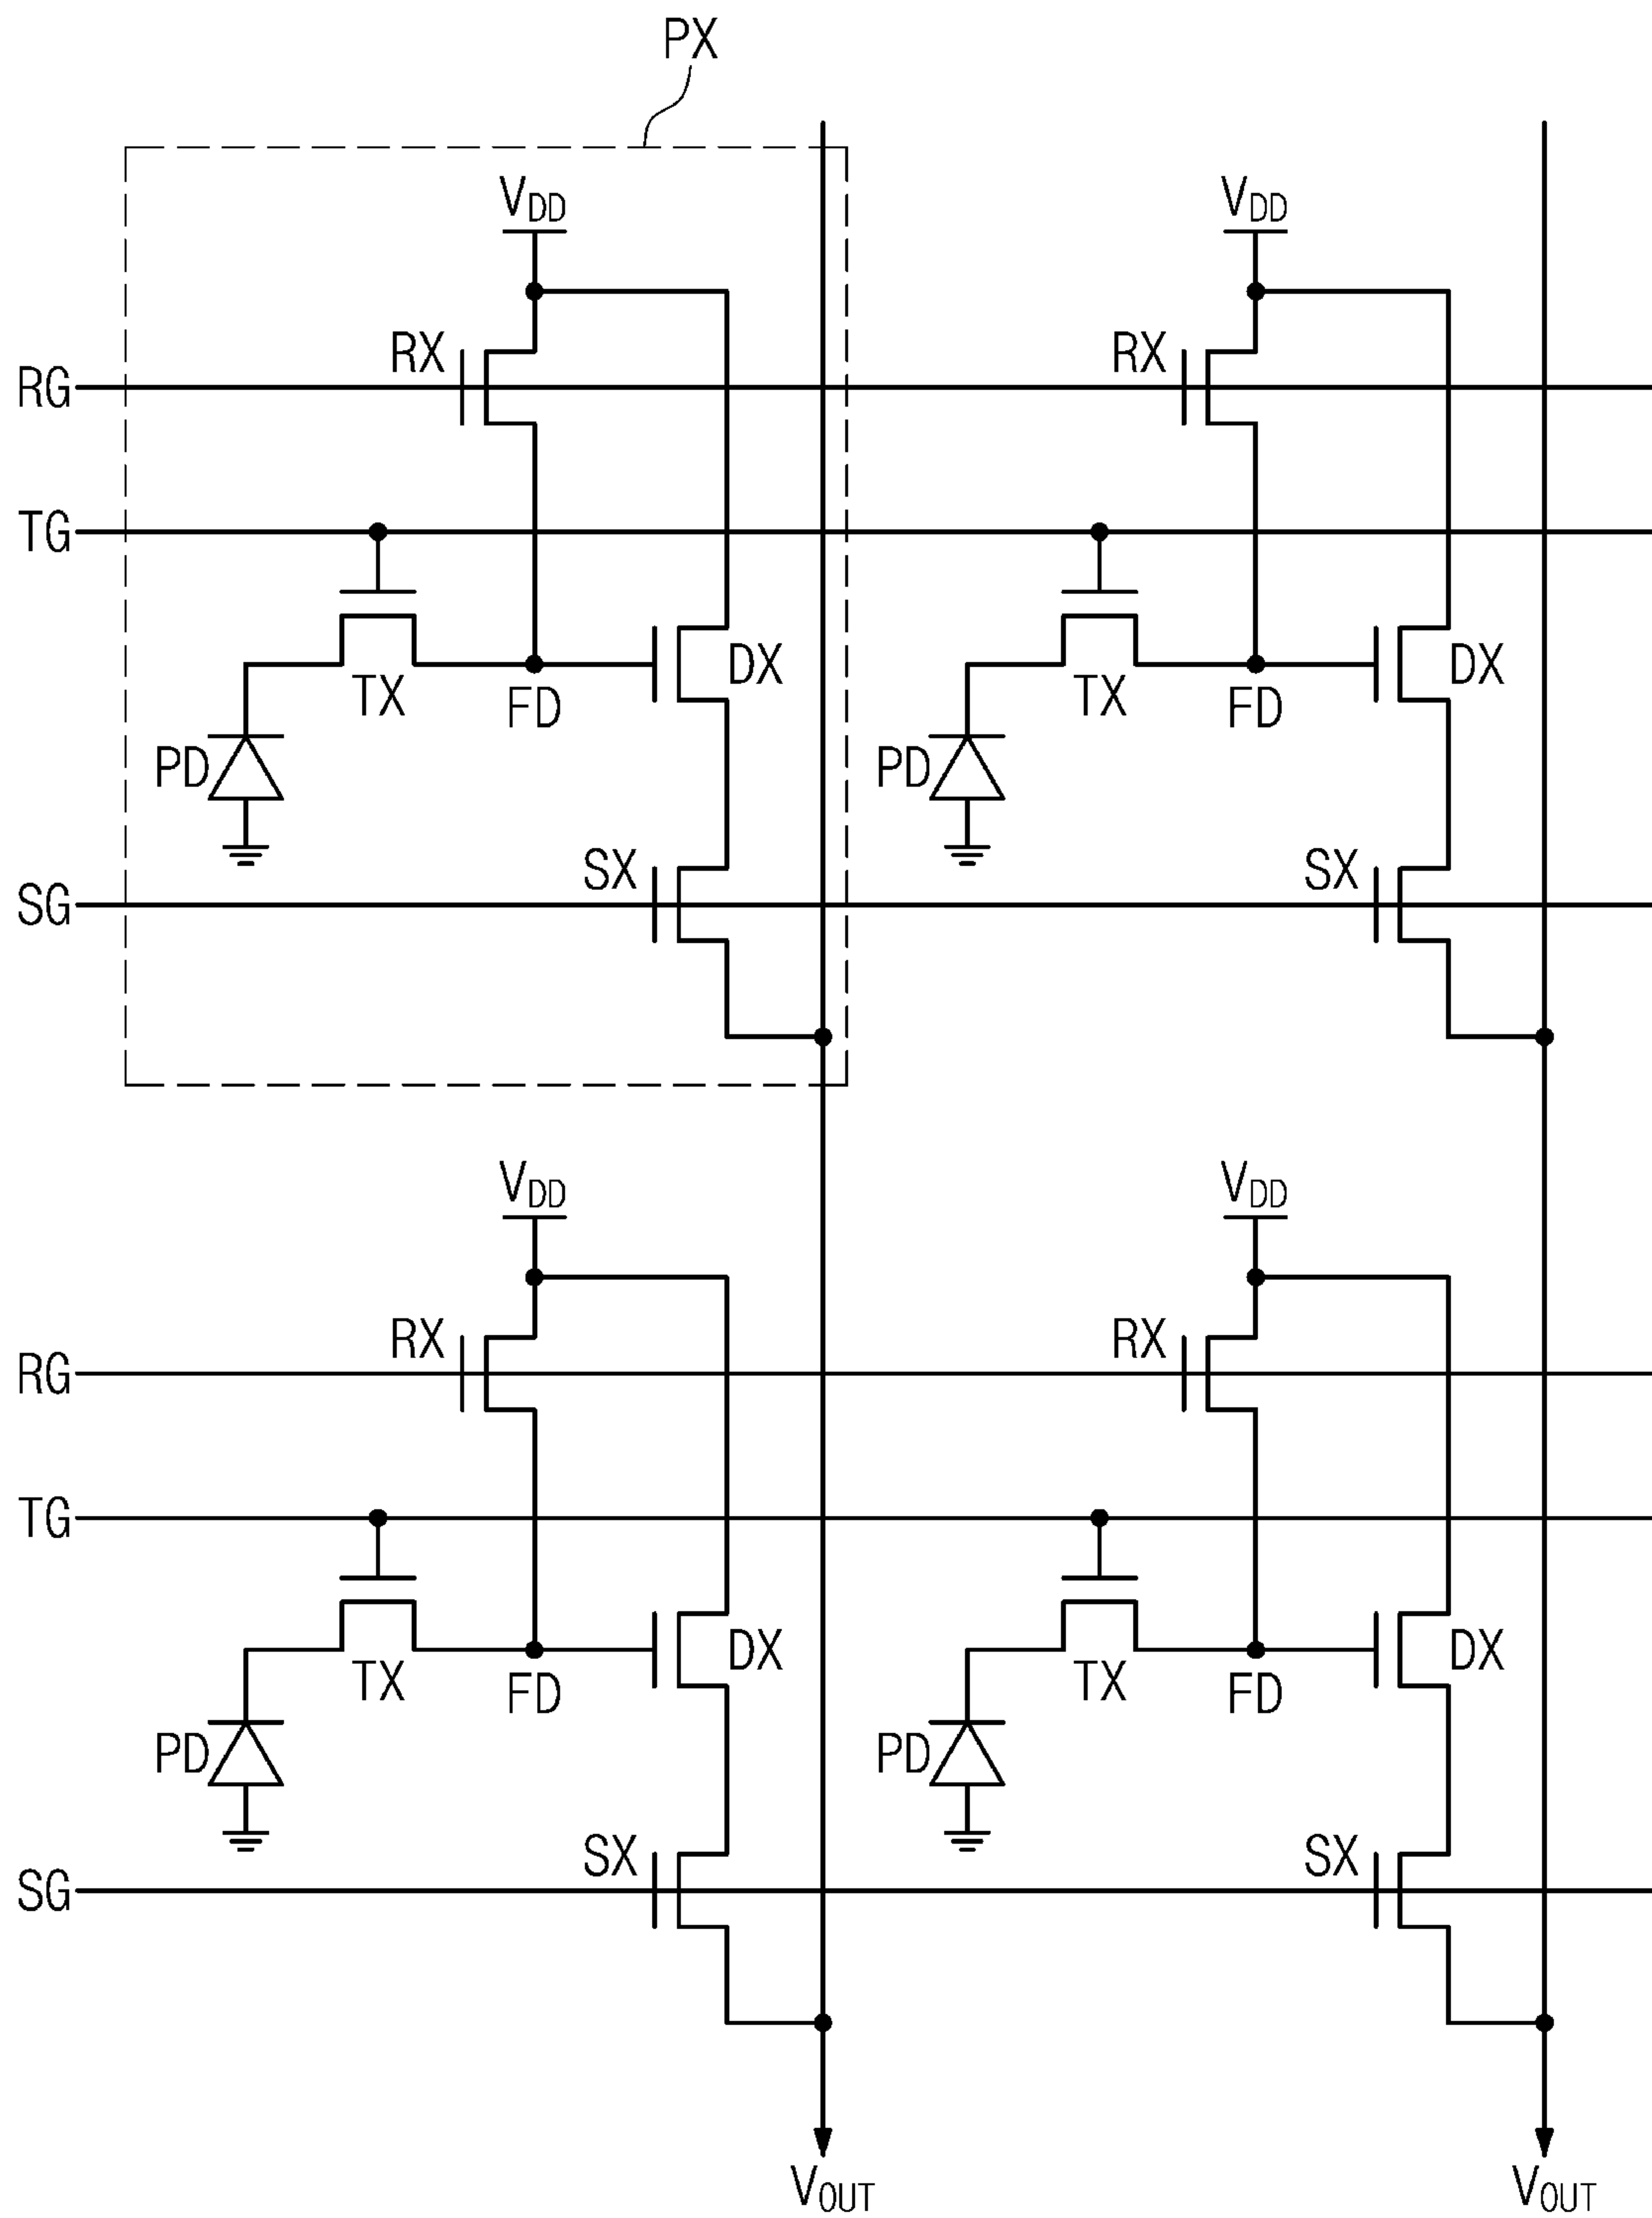 PX
VDD VDD
RX RX
RG
TG
DX DX
TX FD TX FD
PD PD
SX SX
SG
VDD VDD
RX RX
RG
TG
DX DX
TX FD TX FD
PD PD
SX SX
SG
VOUT VOUT